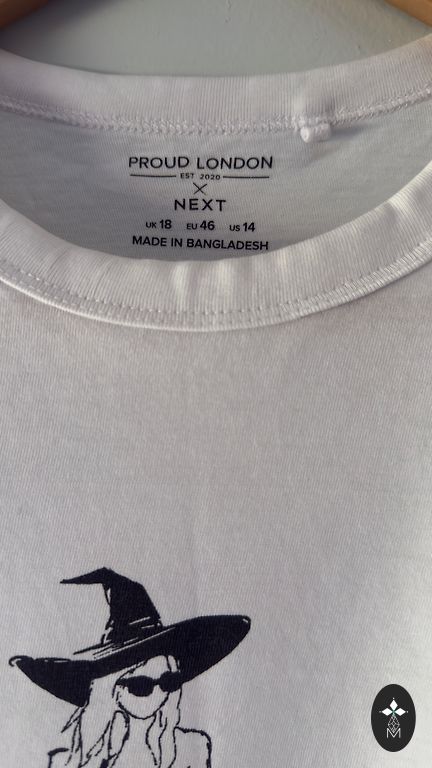 PROUD LONDON
EST 2020
X
NEXT
UK 18 EU 46 US 14
MADE IN BANGLADESH
M